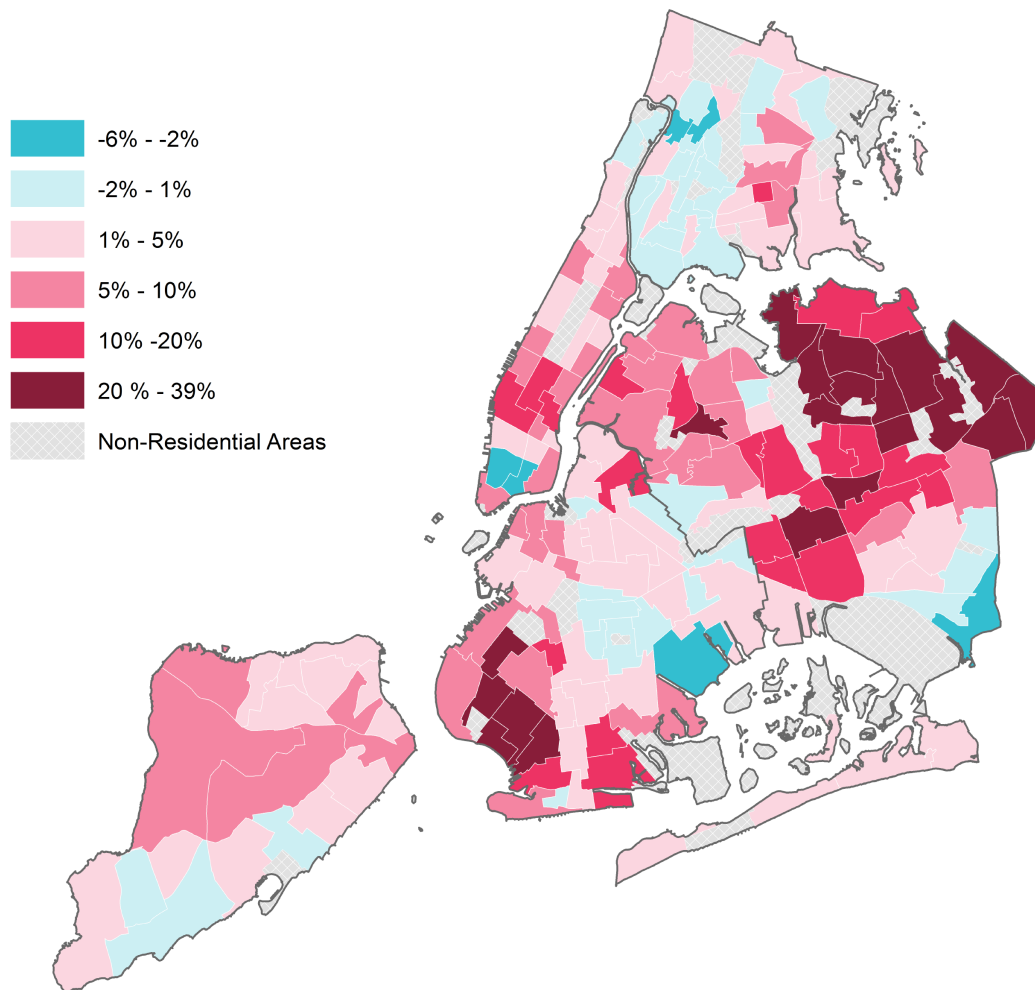 -6% - -2%
-2% - 1%
1% - 5%
5% - 10%
10% -20%
20 % - 39%
Non-Residential Areas